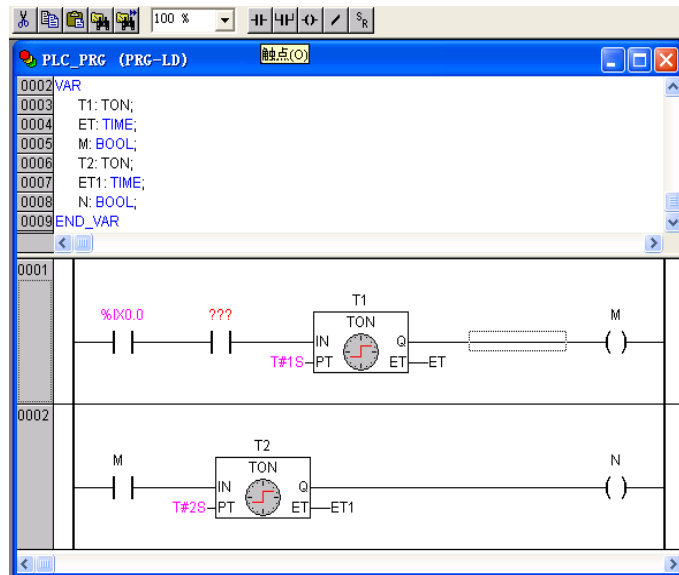 100 %
S
R
PLC_PRG (PRG-LD)
触点(O)
0002 VAR
0003 T1: TON;
0004 ET: TIME;
0005 M: BOOL;
0006 T2: TON;
0007 ET1: TIME;
0008 N: BOOL;
0009 END_VAR
0001
T1
%IX0.0 ??? TON M
IN Q
T#1S PT ET ET
0002
T2
M TON N
IN Q
T#2S PT ET ET1